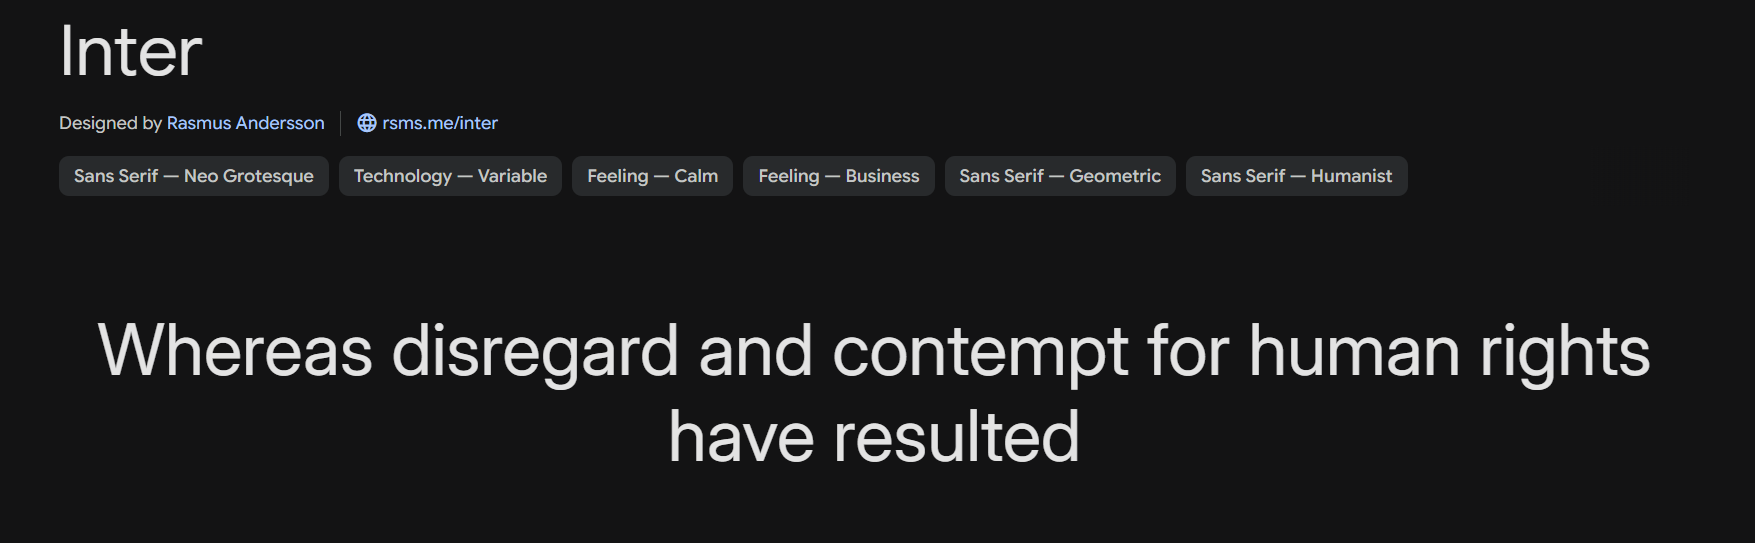 Inter
Designed by Rasmus Andersson rsms.me/inter
Sans Serif — Neo Grotesque Technology — Variable Feeling — Calm Feeling — Business Sans Serif — Geometric Sans Serif — Humanist
Whereas disregard and contempt for human rights
have resulted